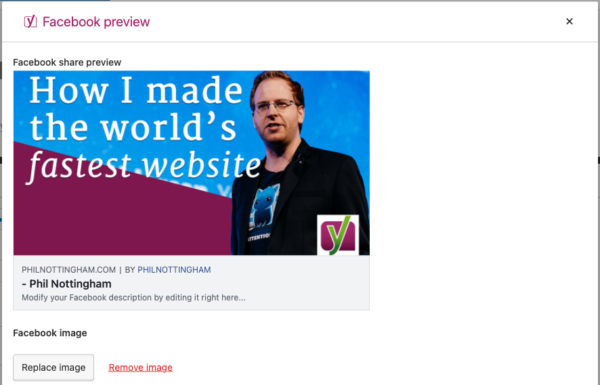 Facebook preview
×
Facebook share preview
How I made
the world's
fastest website
PHILNOTTINGHAM.COM | BY PHILNOTTINGHAM
- Phil Nottingham
Modify your Facebook description by editing it right here...
Facebook image
Replace image
Remove image